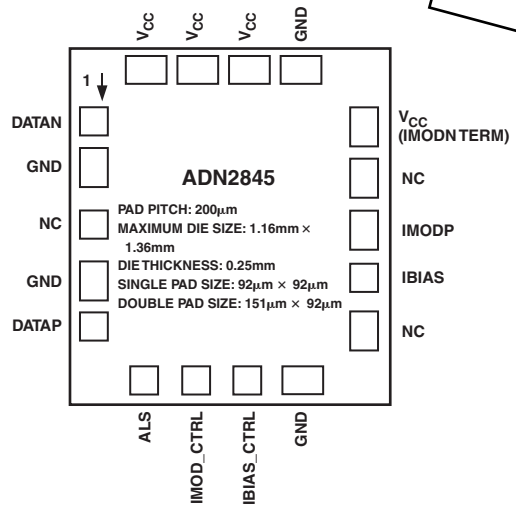 VCC
VCC
VCC
GND
1
DATAN
GND
NC
GND
DATAP
ADN2845
PAD PITCH: 200µm
MAXIMUM DIE SIZE: 1.16mm ×
1.36mm
DIE THICKNESS: 0.25mm
SINGLE PAD SIZE: 92µm × 92µm
DOUBLE PAD SIZE: 151µm × 92µm
VCC
(IMODN TERM)
NC
IMODP
IBIAS
NC
ALS
IMOD_CTRL
IBIAS_CTRL
GND